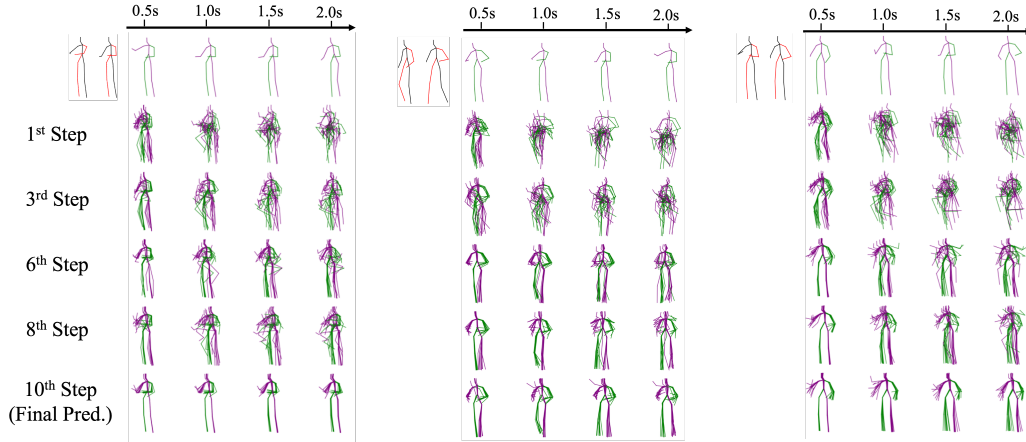 0.5s 1.0s 1.5s 2.0s
0.5s 1.0s 1.5s 2.0s
0.5s 1.0s 1.5s 2.0s
1st Step
3rd Step
6th Step
8th Step
10th Step
(Final Pred.)